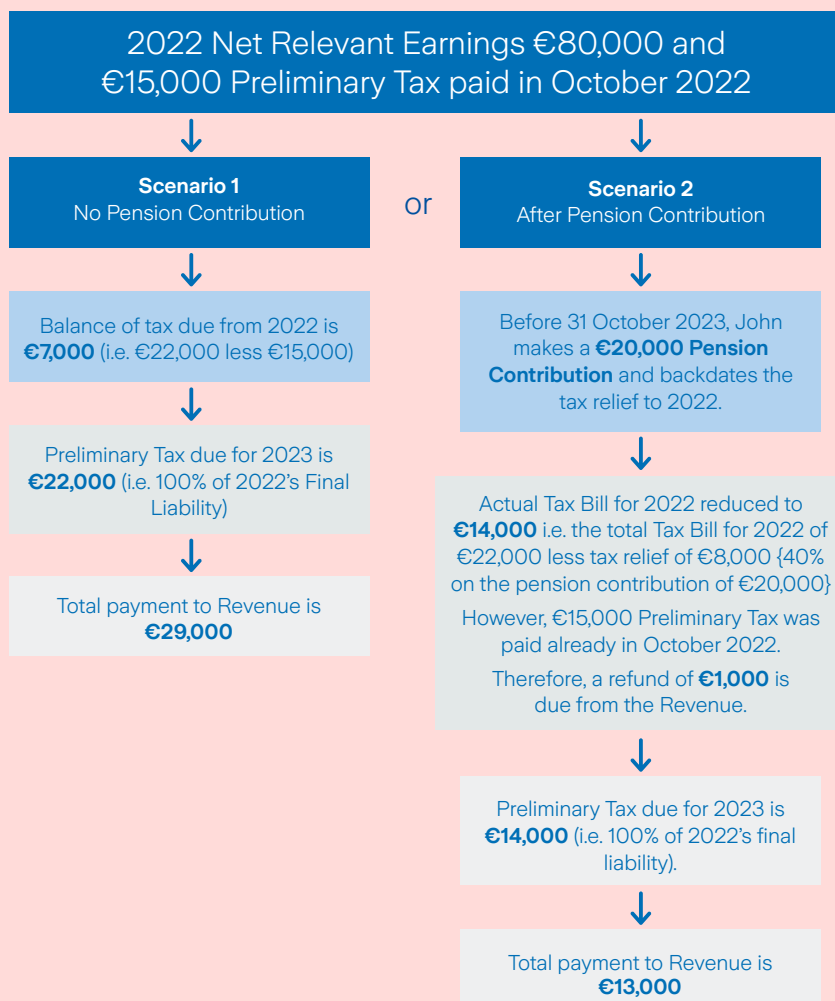 2022 Net Relevant Earnings €80,000 and
€15,000 Preliminary Tax paid in October 2022
Scenario 1
No Pension Contribution
or
Scenario 2
After Pension Contribution
Balance of tax due from 2022 is
€7,000 (i.e. €22,000 less €15,000)
Preliminary Tax due for 2023 is
€22,000 (i.e. 100% of 2022’s Final
Liability)
Total payment to Revenue is
€29,000
Before 31 October 2023, John
makes a €20,000 Pension
Contribution and backdates the
tax relief to 2022.
Actual Tax Bill for 2022 reduced to
€14,000 i.e. the total Tax Bill for 2022 of
€22,000 less tax relief of €8,000 {40%
on the pension contribution of €20,000}
However, €15,000 Preliminary Tax was
paid already in October 2022.
Therefore, a refund of €1,000 is
due from the Revenue.
Preliminary Tax due for 2023 is
€14,000 (i.e. 100% of 2022’s final
liability).
Total payment to Revenue is
€13,000